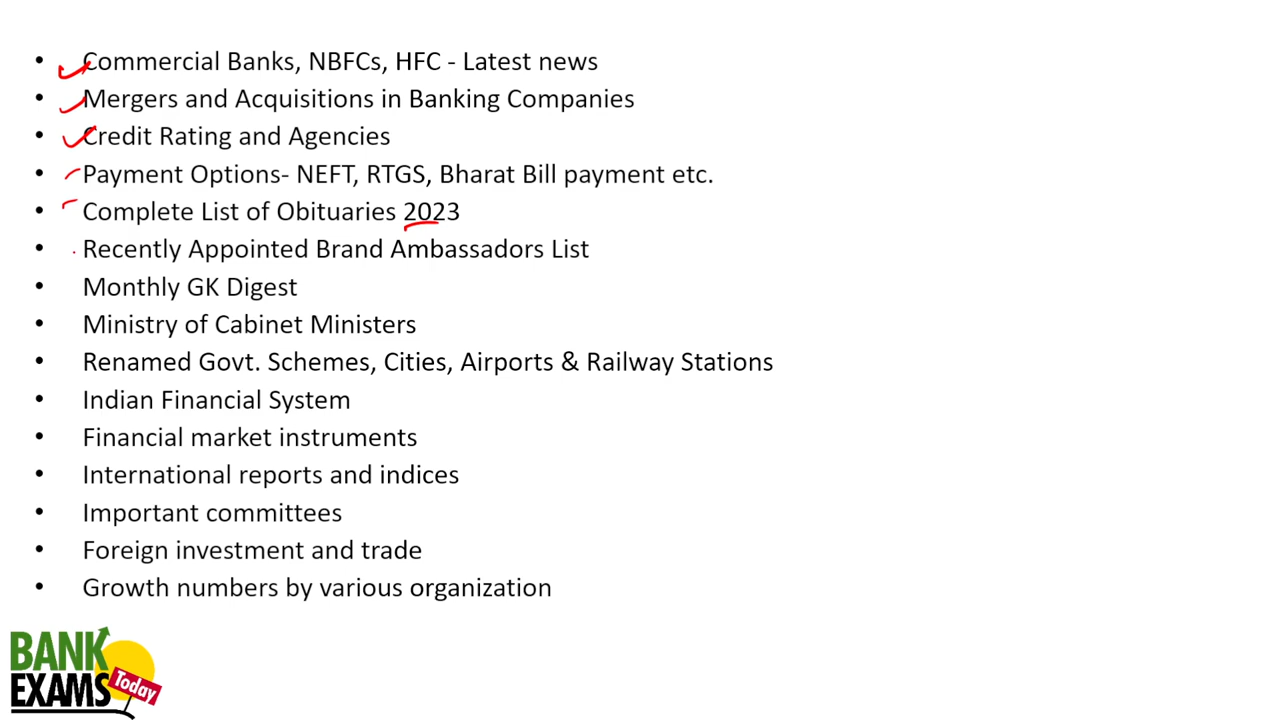 • Commercial Banks, NBFCs, HFC - Latest news
• Mergers and Acquisitions in Banking Companies
• Credit Rating and Agencies
• Payment Options- NEFT, RTGS, Bharat Bill payment etc.
• Complete List of Obituaries 2023
• Recently Appointed Brand Ambassadors List
• Monthly GK Digest
• Ministry of Cabinet Ministers
• Renamed Govt. Schemes, Cities, Airports & Railway Stations
• Indian Financial System
• Financial market instruments
• International reports and indices
• Important committees
• Foreign investment and trade
• Growth numbers by various organization
BANK
EXAMS Today